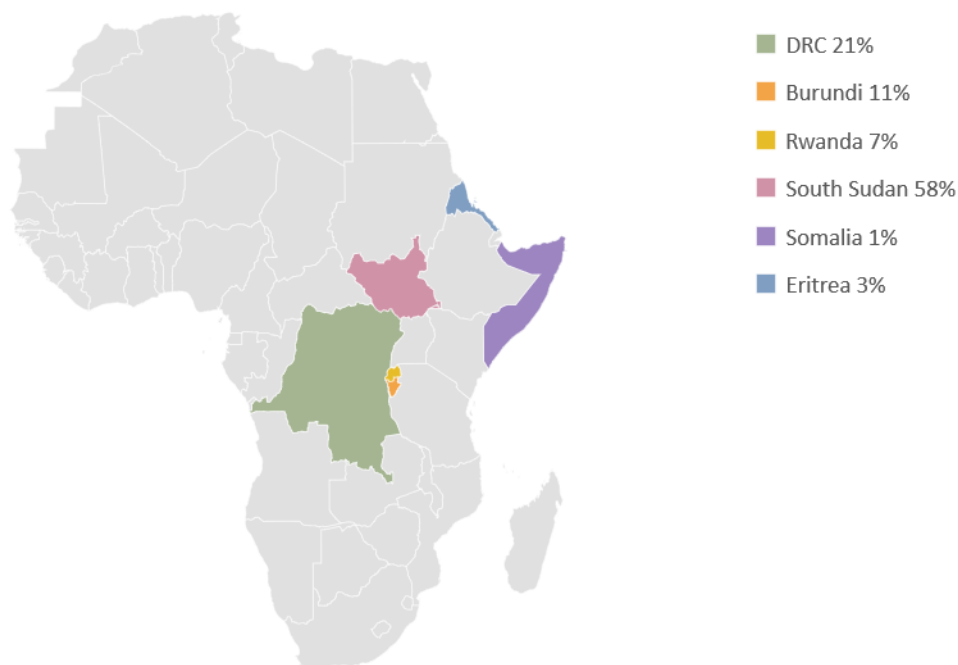 DRC 21%
Burundi 11%
Rwanda 7%
South Sudan 58%
Somalia 1%
Eritrea 3%